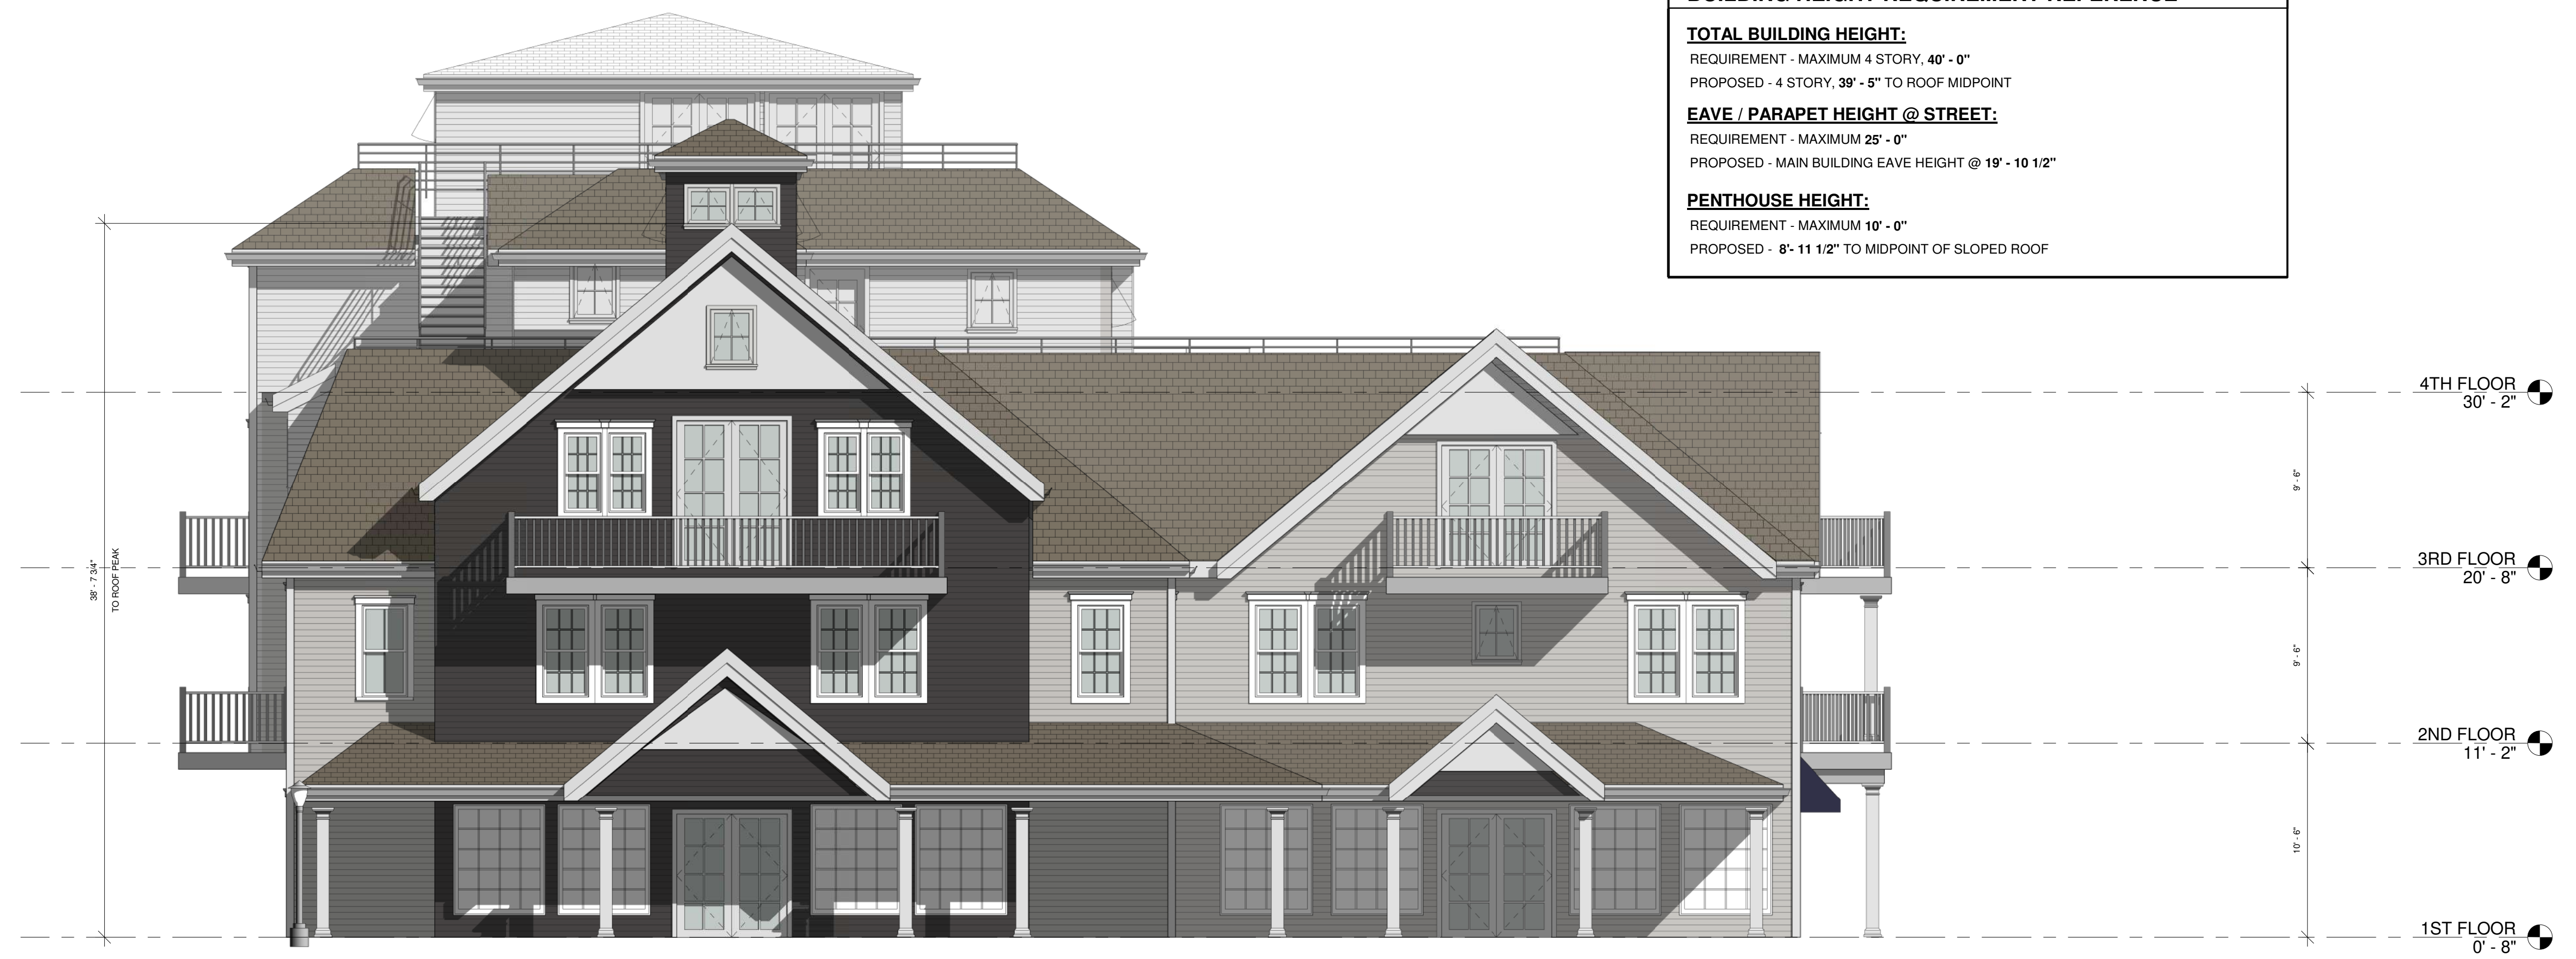 BUILDING HEIGHT REQUIREMENT REFERENCE
TOTAL BUILDING HEIGHT:
REQUIREMENT - MAXIMUM 4 STORY, 40' - 0"
PROPOSED - 4 STORY, 39' - 5" TO ROOF MIDPOINT
EAVE / PARAPET HEIGHT @ STREET:
REQUIREMENT - MAXIMUM 25' - 0"
PROPOSED - MAIN BUILDING EAVE HEIGHT @ 19' - 10 1/2"
PENTHOUSE HEIGHT:
REQUIREMENT - MAXIMUM 10' - 0"
PROPOSED - 8'- 11 1/2" TO MIDPOINT OF SLOPED ROOF
38' - 7 3/4"
TO ROOF PEAK
4TH FLOOR
30' - 2"
9' - 6"
3RD FLOOR
20' - 8"
9' - 6"
2ND FLOOR
11' - 2"
10' - 6"
1ST FLOOR
0' - 8"